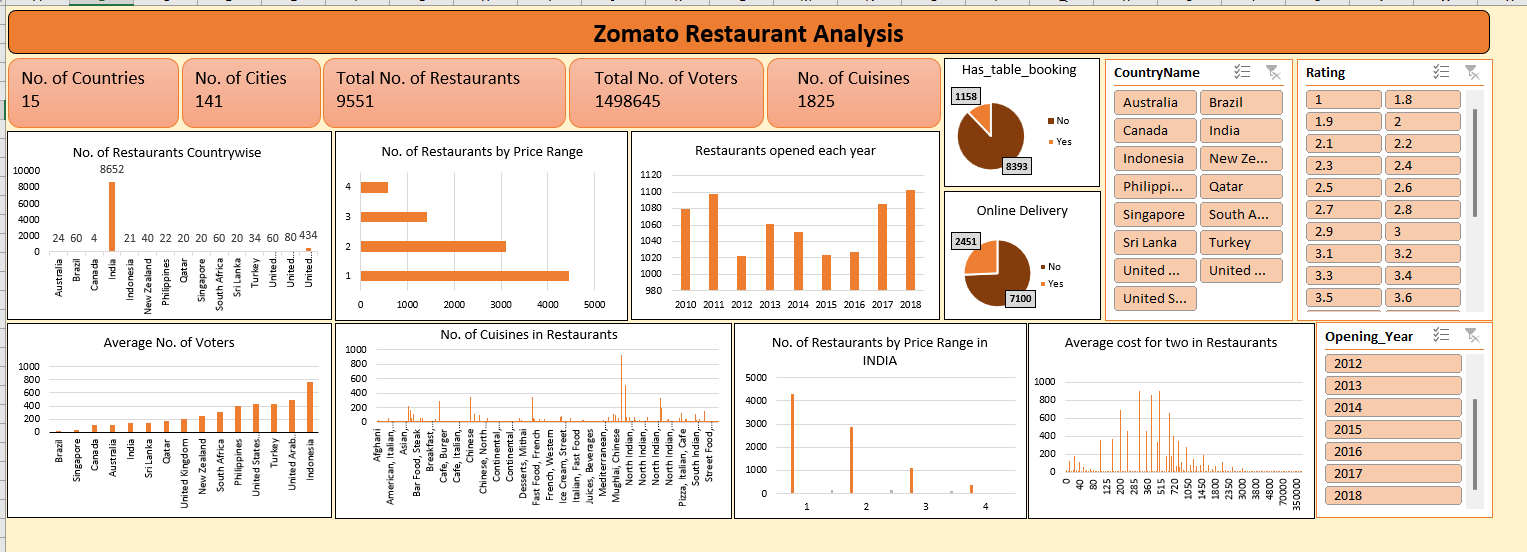 Zomato Restaurant Analysis
No. of Countries
15
No. of Cities
141
Total No. of Restaurants
9551
Total No. of Voters
1498645
No. of Cuisines
1825
Has_table_booking
1158
8393
No
Yes
CountryName
Australia
Brazil
Canada
India
Indonesia
New Ze...
Philippi...
Qatar
Singapore
South A...
Sri Lanka
Turkey
United ...
United ...
United S...
Rating
1
1.8
1.9
2
2.1
2.2
2.3
2.4
2.5
2.6
2.7
2.8
2.9
3
3.1
3.2
3.3
3.4
3.5
3.6
No. of Restaurants Countrywise
10000
8000
6000
4000
2000
0
24
60
4
8652
21
40
22
20
20
60
20
34
60
80
434
Australia
Brazil
Canada
India
Indonesia
New Zealand
Philippines
Qatar
Singapore
South Africa
Sri Lanka
Turkey
United...
United...
United...
No. of Restaurants by Price Range
4
3
2
1
0
1000
2000
3000
4000
5000
Restaurants opened each year
1120
1100
1080
1060
1040
1020
1000
980
2010
2011
2012
2013
2014
2015
2016
2017
2018
Online Delivery
2451
7100
No
Yes
Average No. of Voters
1000
800
600
400
200
0
Brazil
Singapore
Canada
Australia
India
Sri Lanka
Qatar
United Kingdom
New Zealand
South Africa
Philippines
United States...
Turkey
United Arab...
Indonesia
No. of Cuisines in Restaurants
1000
800
600
400
200
0
Afghani
American, Italian,...
Asian,...
Bar Food, Steak
Breakfast,...
Cafe, Burger
Cafe, Italian,...
Chinese
Chinese, North...
Continental,...
Continental,...
Desserts, Mithai
Fast Food, French
French, Western
Ice Cream, Street...
Italian, Fast Food
Juices, Beverages
Mediterranean,...
Mughlai, Chinese
North Indian,...
North Indian,...
North Indian,...
North Indian,...
Pizza, Italian, Cafe
South Indian,...
Street Food,...
No. of Restaurants by Price Range in
INDIA
5000
4000
3000
2000
1000
0
1
2
3
4
Average cost for two in Restaurants
1000
800
600
400
200
0
0
40
80
125
200
285
360
515
720
1050
1450
1800
2350
3000
3800
4800
70000
350000
Opening_Year
2012
2013
2014
2015
2016
2017
2018